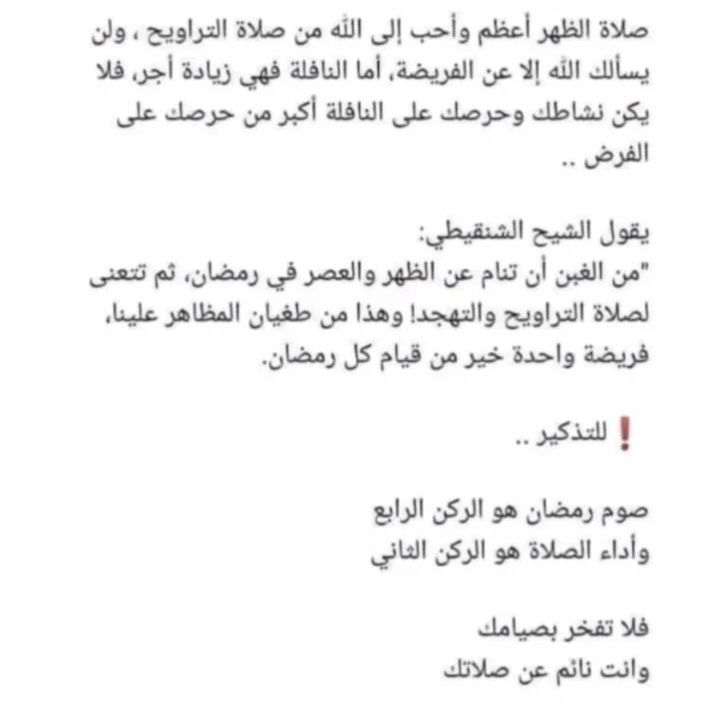 صلاة الظهر أعظم وأحب إلى الله من صلاة التراويح ، ولن
يسألك الله إلا عن الفريضة، أما النافلة فهي زيادة أجر، فلا
يكن نشاطك وحرصك على النافلة أكبر من حرصك على
الفرض ..
يقول الشيح الشنقيطي:
"من الغبن أن تنام عن الظهر والعصر في رمضان، ثم تتعنى
لصلاة التراويح والتهجد! وهذا من طغيان المظاهر علينا،
فريضة واحدة خير من قيام كل رمضان.
❗ للتذكير ..
صوم رمضان هو الركن الرابع
وأداء الصلاة هو الركن الثاني
فلا تفخر بصيامك
وانت نائم عن صلاتك